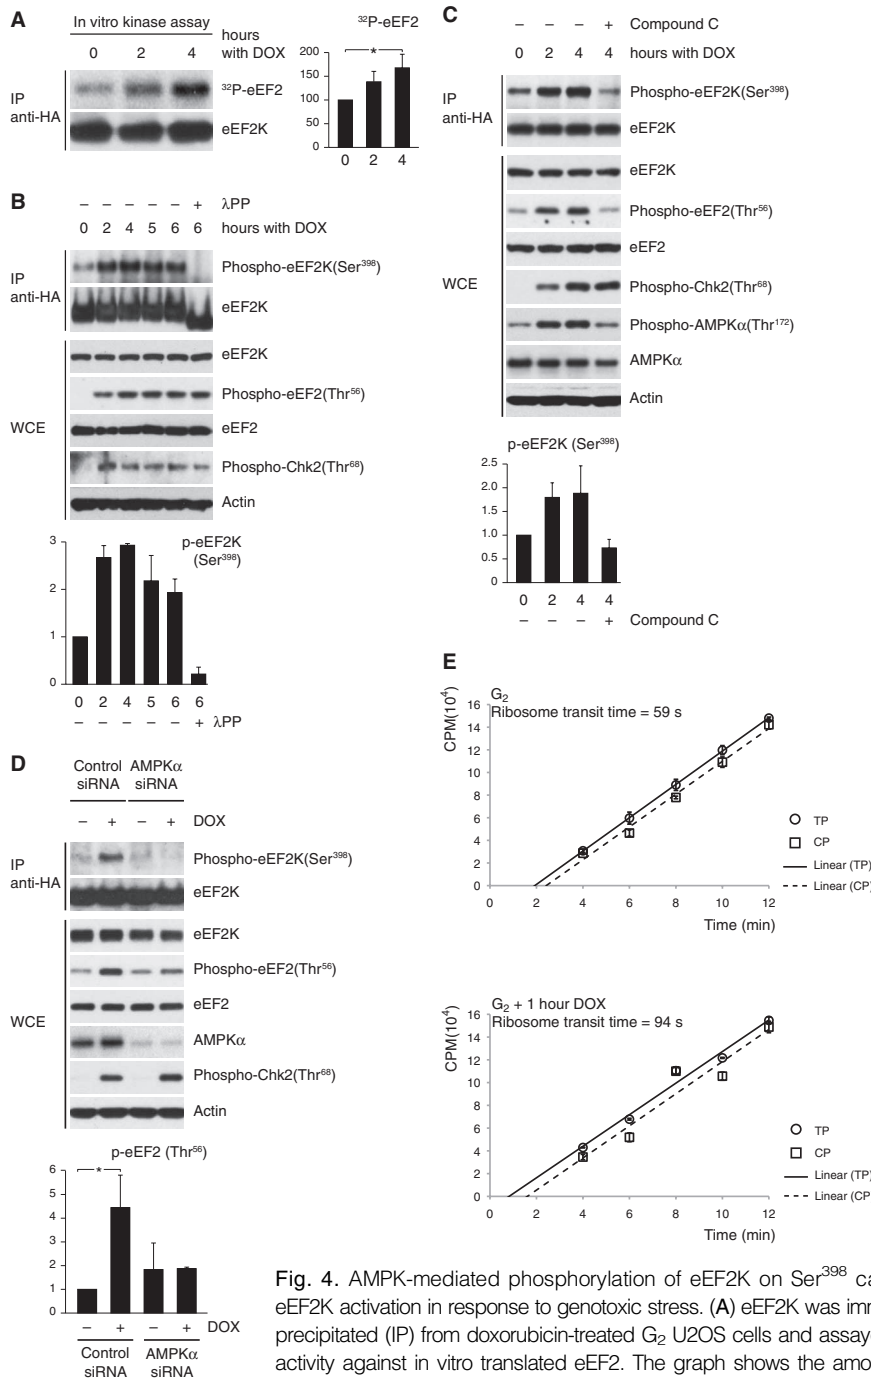 A
In vitro kinase assay
hours
with DOX
0 2 4
IP
anti-HA
³²P-eEF2
eEF2K
³²P-eEF2
200
150
100
50
0
*
0 2 4
B
– – – – – + λPP
0 2 4 5 6 6 hours with DOX
IP
anti-HA
Phospho-eEF2K(Ser³⁹⁸)
eEF2K
WCE
eEF2K
Phospho-eEF2(Thr⁵⁶)
eEF2
Phospho-Chk2(Thr⁶⁸)
Actin
p-eEF2K
(Ser³⁹⁸)
3
2
1
0
0 2 4 5 6 6
– – – – – + λPP
C
– – – + Compound C
0 2 4 4 hours with DOX
IP
anti-HA
Phospho-eEF2K(Ser³⁹⁸)
eEF2K
WCE
eEF2K
Phospho-eEF2(Thr⁵⁶)
eEF2
Phospho-Chk2(Thr⁶⁸)
Phospho-AMPKα(Thr¹⁷²)
AMPKα
Actin
p-eEF2K (Ser³⁹⁸)
2.5
2.0
1.5
1.0
0.5
0
0 2 4 4
– – – + Compound C
D
Control
siRNA
AMPKα
siRNA
– + – + DOX
IP
anti-HA
Phospho-eEF2K(Ser³⁹⁸)
eEF2K
WCE
eEF2K
Phospho-eEF2(Thr⁵⁶)
eEF2
AMPKα
Phospho-Chk2(Thr⁶⁸)
Actin
p-eEF2 (Thr⁵⁶)
6
5
4
3
2
1
0
*
– + – + DOX
Control
siRNA
AMPKα
siRNA
E
G₂
Ribosome transit time = 59 s
CPM(10⁴)
16
14
12
10
8
6
4
2
0
0 2 4 6 8 10 12
Time (min)
TP
CP
Linear (TP)
Linear (CP)
G₂ + 1 hour DOX
Ribosome transit time = 94 s
CPM(10⁴)
16
14
12
10
8
6
4
2
0
0 2 4 6 8 10 12
Time (min)
TP
CP
Linear (TP)
Linear (CP
Fig. 4. AMPK-mediated phosphorylation of eEF2K on Ser³⁹⁸ ca
eEF2K activation in response to genotoxic stress. (A) eEF2K was imm
precipitated (IP) from doxorubicin-treated G₂ U2OS cells and assaye
activity against in vitro translated eEF2. The graph shows the amo